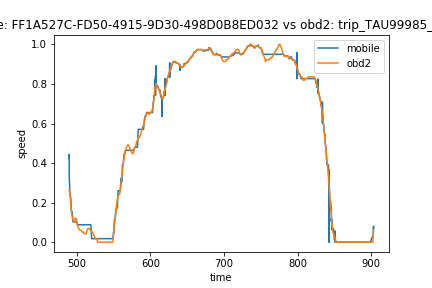 e: FF1A527C-FD50-4915-9D30-498D0B8ED032 vs obd2: trip_TAU99985_
mobile
obd2
speed
1.0
0.8
0.6
0.4
0.2
0.0
500 600 700 800 900
time